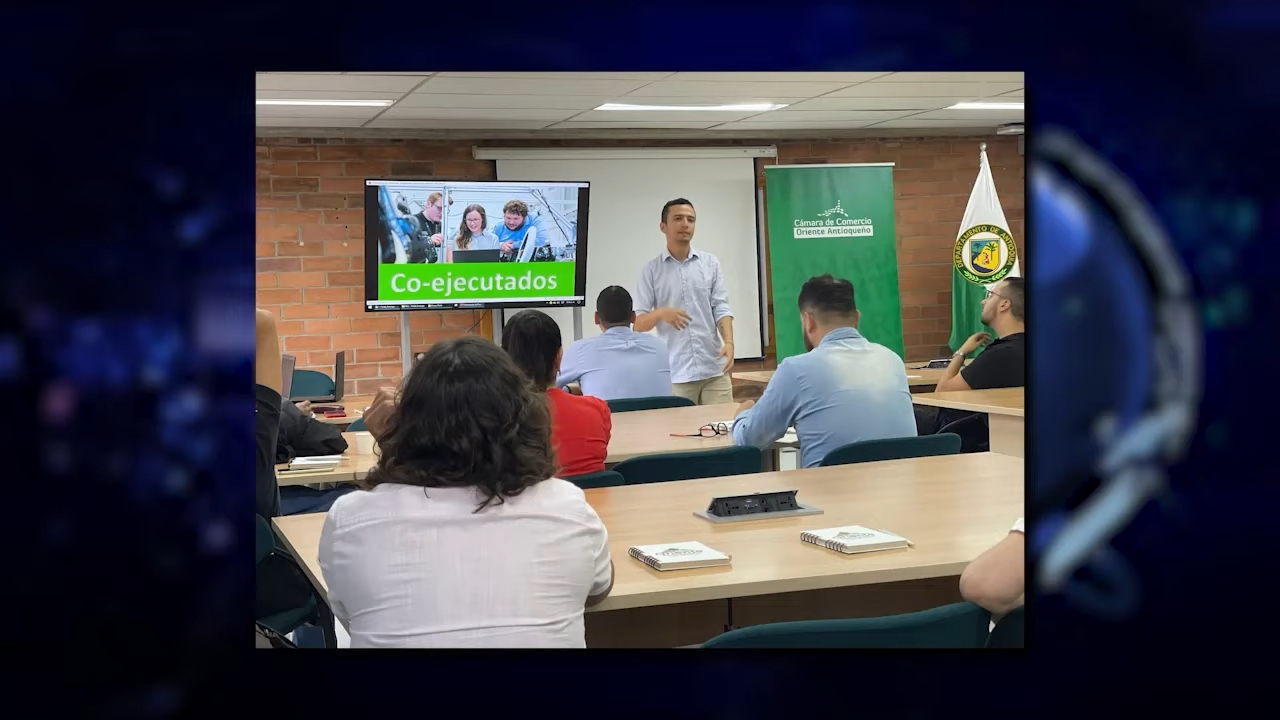 Co-ejecutados
Cámara de Comercio
Oriente Antioqueño
DEPARTAMENTO DE ANTIOQUIA